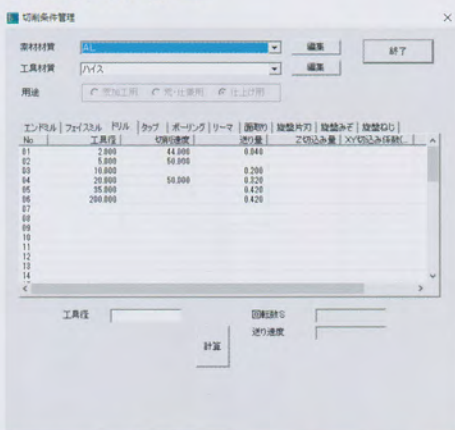 切削条件管理
素材材質 AL 編集 終了
工具材質 ハイス 編集
用途 荒加工用 荒・仕兼用 仕上げ用
エンドミル フェイスミル ドリル タップ ボーリング リーマ 面取り 旋盤片刃 旋盤みぞ 旋盤ねじ
No 工具径 切削速度 送り量 Z切込み量 XY切込み係数(...
01 2.000 44.000 0.040
02 5.000 50.000
03 10.000 0.200
04 20.000 50.000 0.320
05 35.000 0.420
06 200.000 0.420
07
08
09
10
11
12
13
14
工具径 回転数S
送り速度
計算